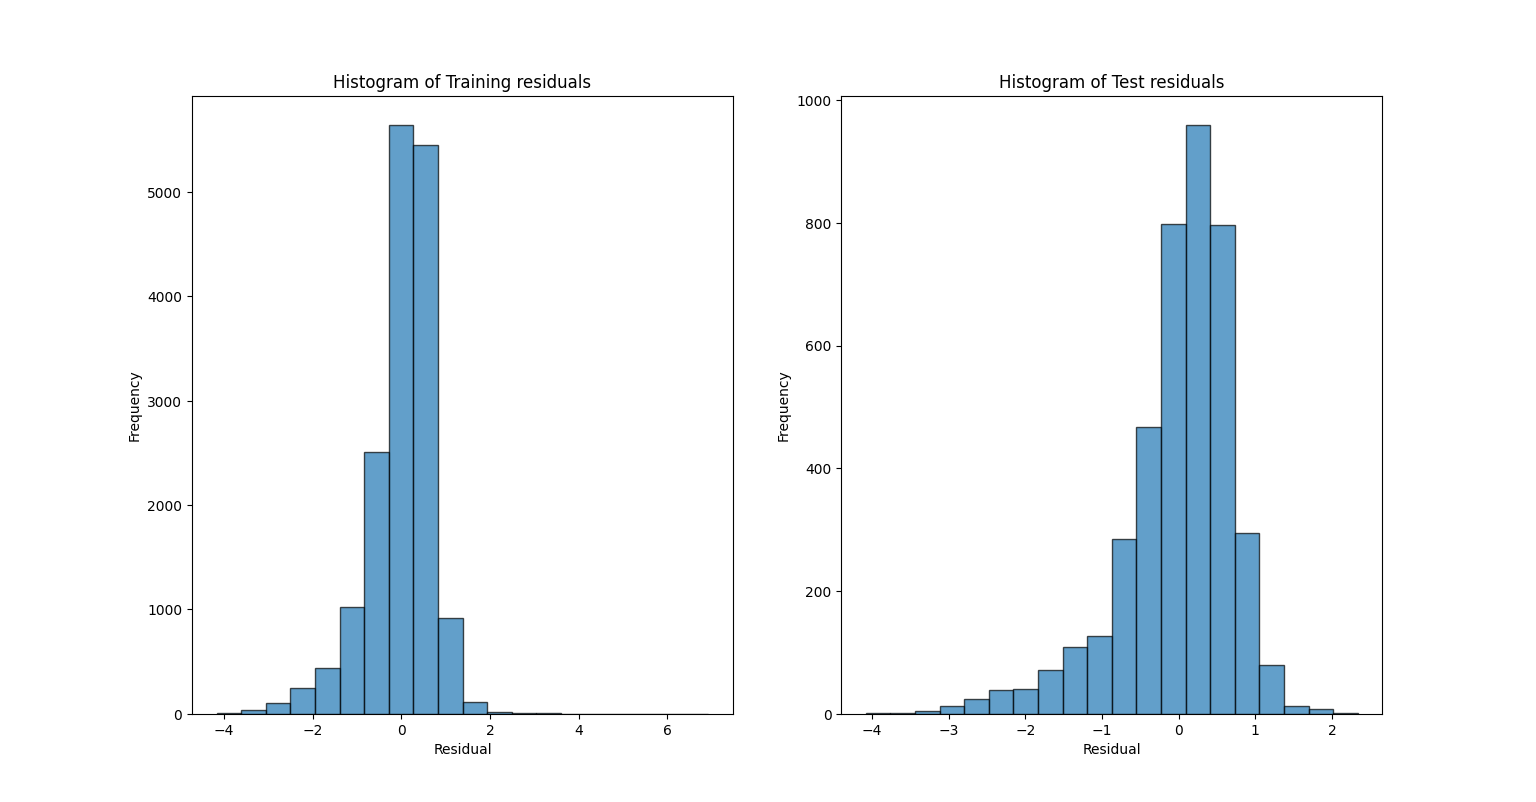 Histogram of Training residuals
5000
4000
3000
2000
1000
0
Frequency
−4 −2 0 2 4 6
Residual
Histogram of Test residuals
1000
800
600
400
200
0
Frequency
−4 −3 −2 −1 0 1 2
Residual